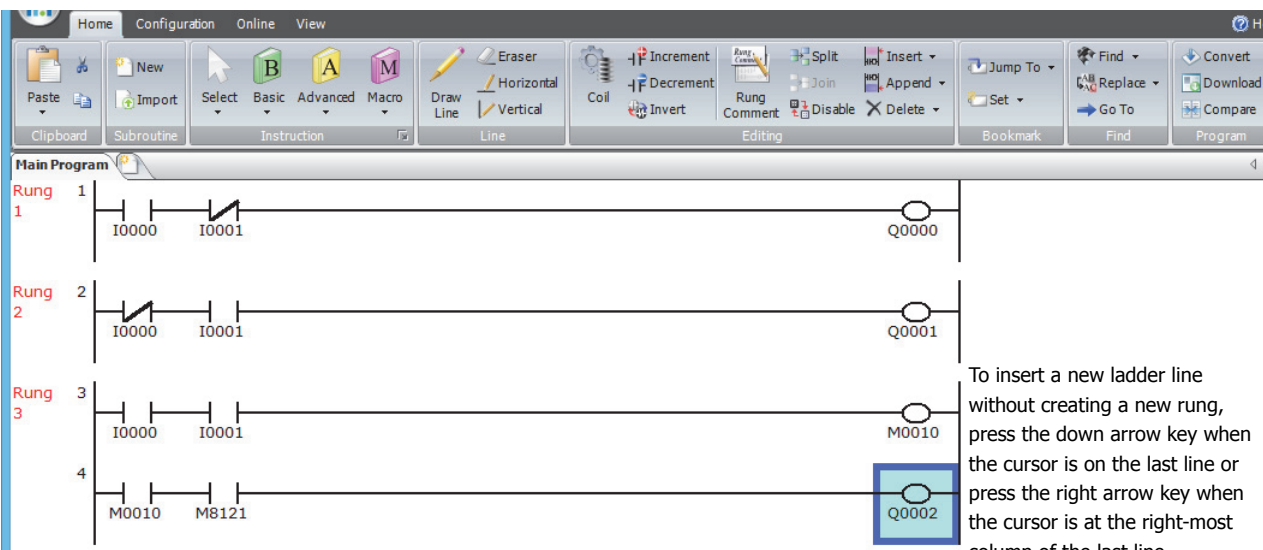 Home Configuration Online View
H
Paste
Clipboard
New
Import
Subroutine
Select Basic Advanced Macro
B A M
Instruction
Draw Line
Eraser
Horizontal
Vertical
Line
Coil
Increment
Decrement
Invert
Rung Comment
Split
Join
Disable
Insert
Append
Delete
Editing
Jump To
Set
Bookmark
Find
Replace
Go To
Find
Convert
Download
Compare
Program
Main Program
Rung 1
1
I0000 I0001 Q0000
Rung 2
2
I0000 I0001 Q0001
Rung 3
3
I0000 I0001 M0010
4
M0010 M8121 Q0002
To insert a new ladder line
without creating a new rung,
press the down arrow key when
the cursor is on the last line or
press the right arrow key when
the cursor is at the right-most
column of the last line